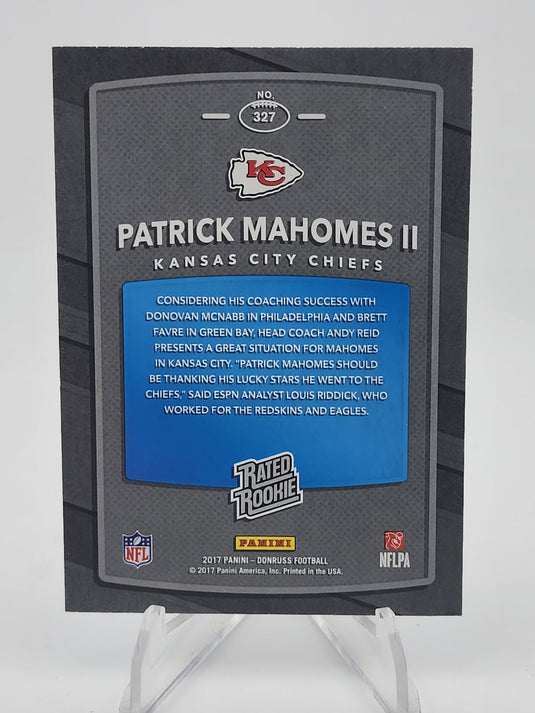 NO.
327
KC
PATRICK MAHOMES II
KANSAS CITY CHIEFS
CONSIDERING HIS COACHING SUCCESS WITH
DONOVAN MCNABB IN PHILADELPHIA AND BRETT
FAVRE IN GREEN BAY, HEAD COACH ANDY REID
PRESENTS A GREAT SITUATION FOR MAHOMES
IN KANSAS CITY. "PATRICK MAHOMES SHOULD
BE THANKING HIS LUCKY STARS HE WENT TO THE
CHIEFS," SAID ESPN ANALYST LOUIS RIDDICK, WHO
WORKED FOR THE REDSKINS AND EAGLES.
RATED
ROOKIE
NFL
PANINI
NFLPA
2017 PANINI – DONRUSS FOOTBALL
© 2017 Panini America, Inc. Printed in the USA.